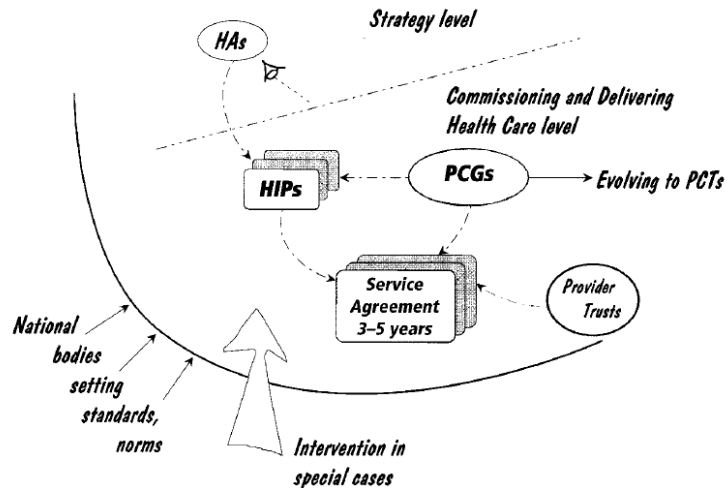 Strategy level
HAs
Commissioning and Delivering
Health Care level
HIPs
PCGs
Evolving to PCTs
Service
Agreement
3–5 years
Provider
Trusts
National
bodies
setting
standards,
norms
Intervention in
special cases